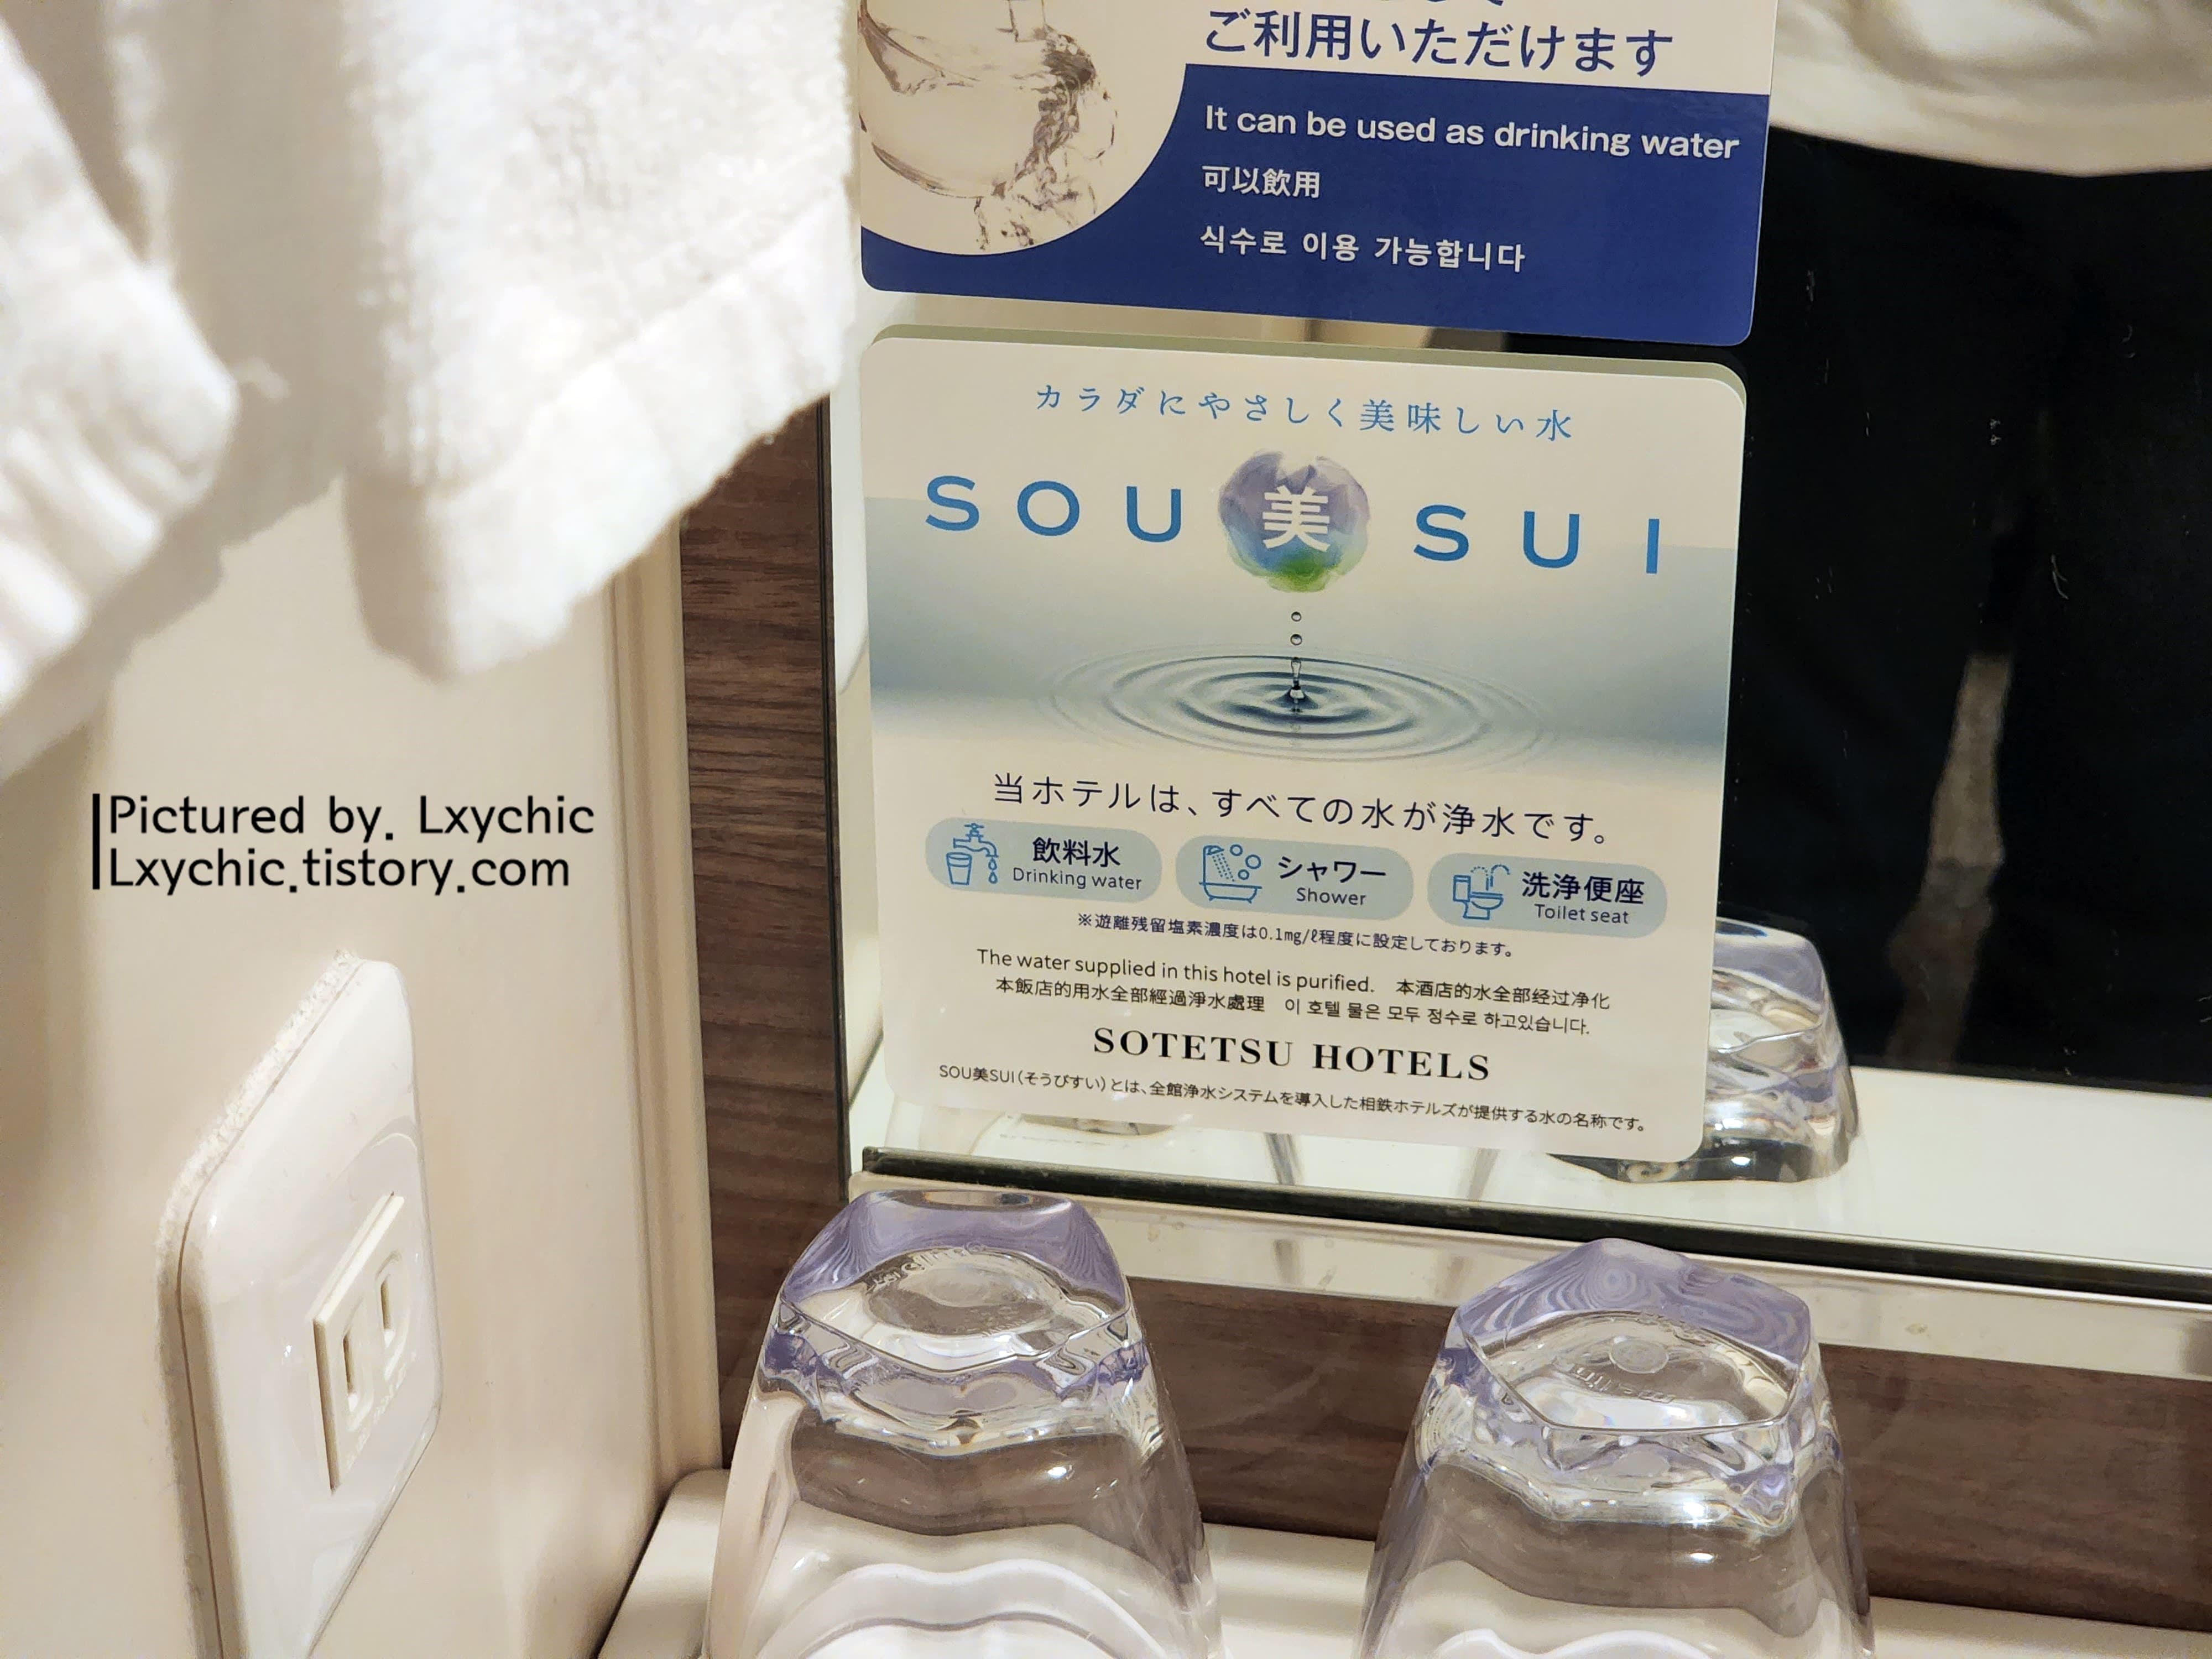 ご利用いただけます
It can be used as drinking water
可以飲用
식수로 이용 가능합니다
カラダにやさしく美味しい水
SOU美SUI
当ホテルは、すべての水が浄水です。
飲料水 シャワー 洗浄便座
Drinking water Shower Toilet seat
※遊離残留塩素濃度は0.1mg/ℓ程度に設定しております。
The water supplied in this hotel is purified. 本酒店的水全部经过净化
本飯店的用水全部經過淨水處理 이 호텔 물은 모두 정수로 하고있습니다.
SOTETSU HOTELS
SOU美SUI(そうびすい)とは、全館浄水システムを導入した相鉄ホテルズが提供する水の名称です。
Pictured by. Lxychic
Lxychic.tistory.com